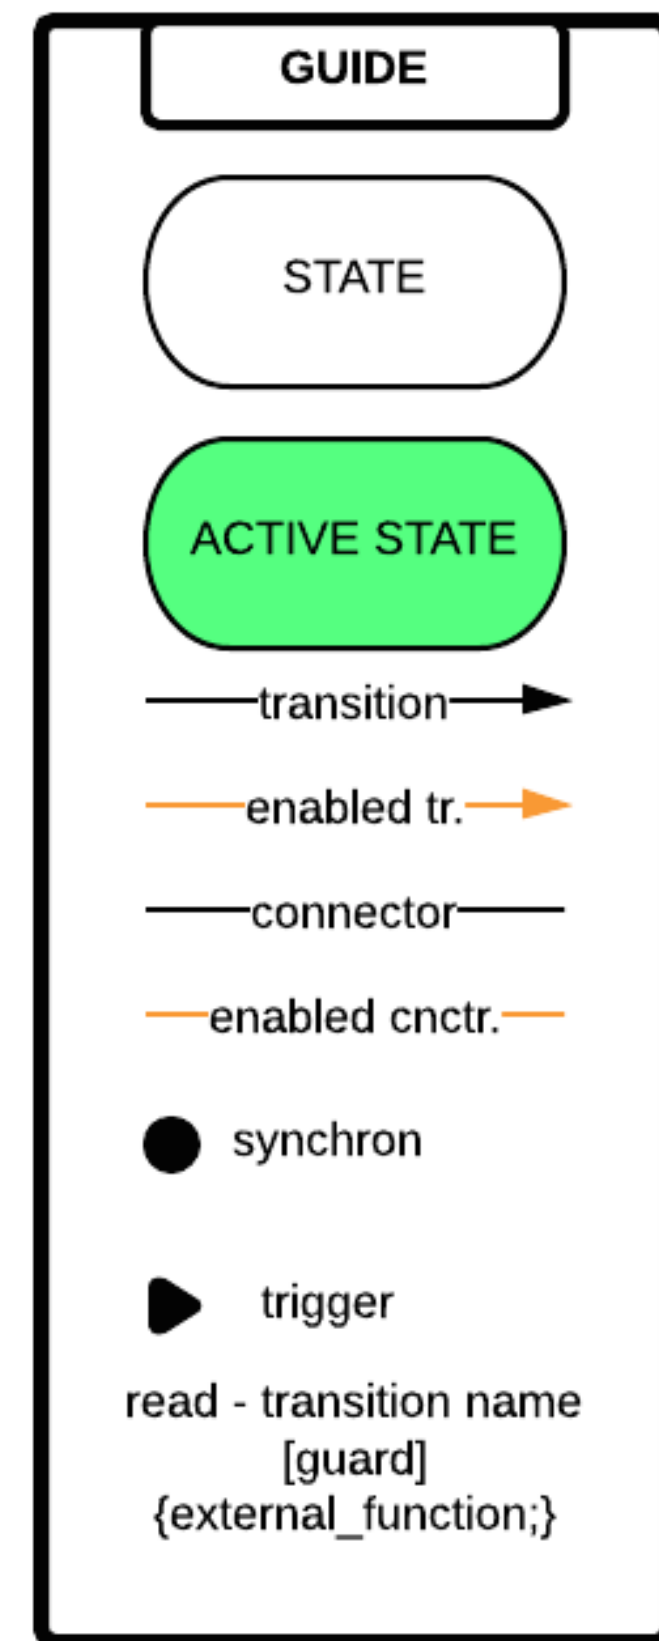 GUIDE
STATE
ACTIVE STATE
transition
enabled tr.
connector
enabled cnctr.
synchron
trigger
read - transition name
[guard]
{external_function;}